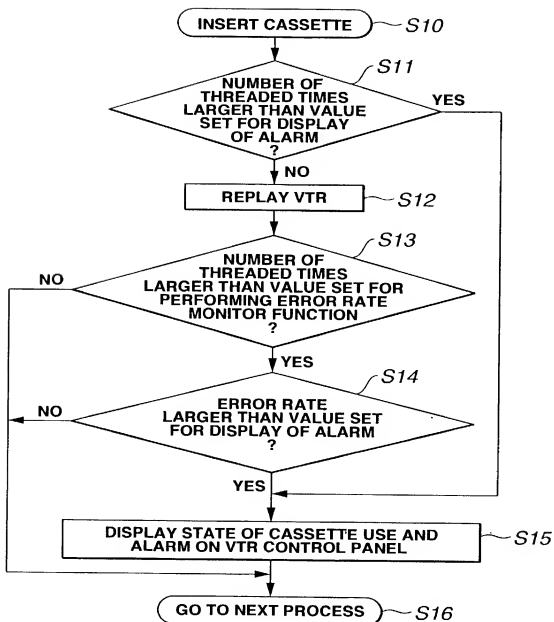 INSERT CASSETTE
S10
S11
NUMBER OF
THREADED TIMES
LARGER THAN VALUE
SET FOR DISPLAY
OF ALARM
?
YES
NO
REPLAY VTR
S12
S13
NUMBER OF
THREADED TIMES
LARGER THAN VALUE SET FOR
PERFORMING ERROR RATE
MONITOR FUNCTION
?
NO
YES
S14
ERROR RATE
LARGER THAN VALUE SET
FOR DISPLAY OF ALARM
?
NO
YES
DISPLAY STATE OF CASSETTE USE AND
ALARM ON VTR CONTROL PANEL
S15
GO TO NEXT PROCESS
S16